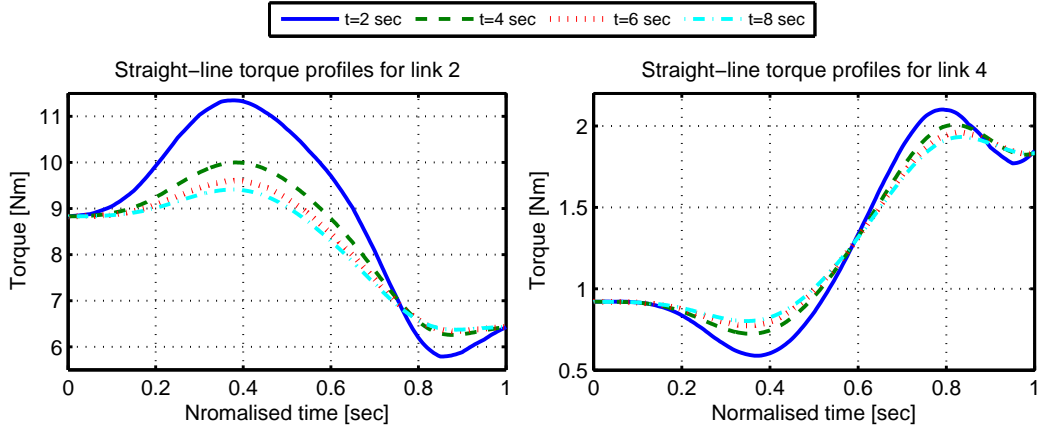 t=2 sec t=4 sec t=6 sec t=8 sec
Straight−line torque profiles for link 2
Torque [Nm]
11
10
9
8
7
6
0 0.2 0.4 0.6 0.8 1
Nromalised time [sec]
Straight−line torque profiles for link 4
Torque [Nm]
2
1.5
1
0.5
0 0.2 0.4 0.6 0.8 1
Normalised time [sec]